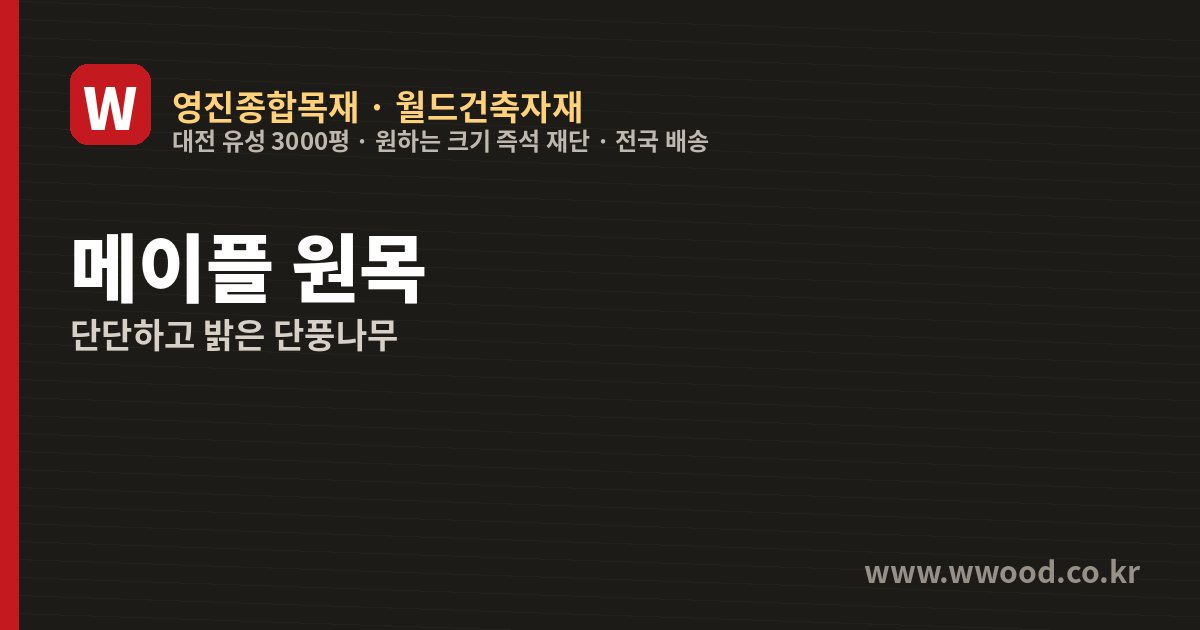 W
영진종합목재 · 월드건축자재
대전 유성 3000평 · 원하는 크기 즉석 재단 · 전국 배송
메이플 원목
단단하고 밝은 단풍나무
www.wwood.co.kr